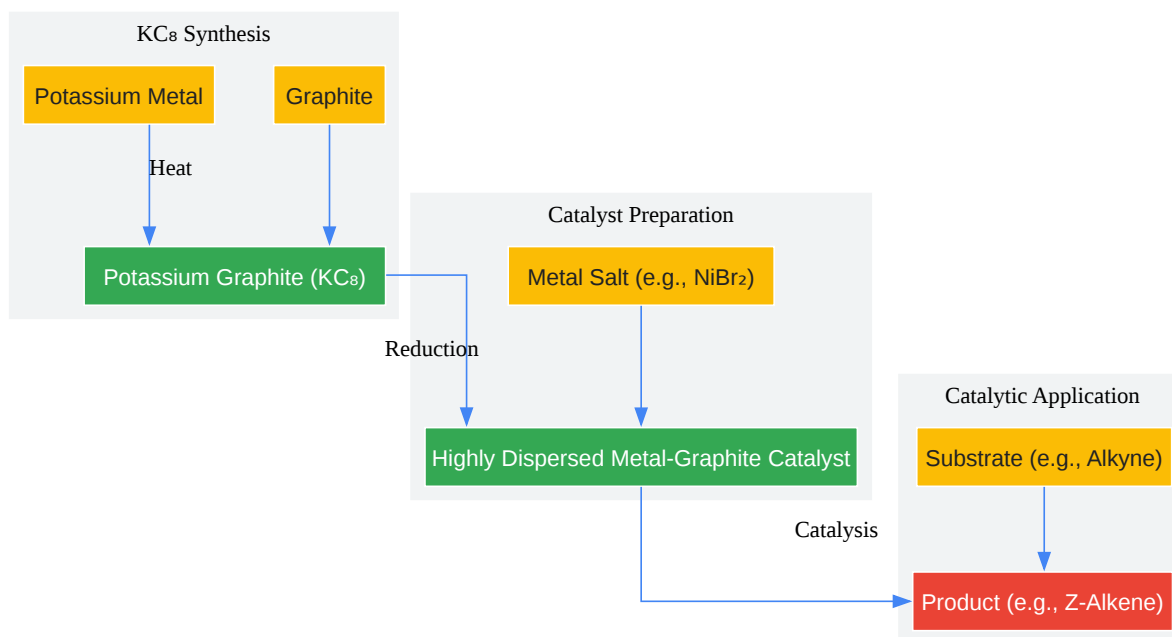 KC₈ Synthesis
Potassium Metal
Graphite
Heat
Potassium Graphite (KC₈)
Catalyst Preparation
Metal Salt (e.g., NiBr₂)
Reduction
Highly Dispersed Metal-Graphite Catalyst
Catalytic Application
Substrate (e.g., Alkyne)
Catalysis
Product (e.g., Z-Alkene)